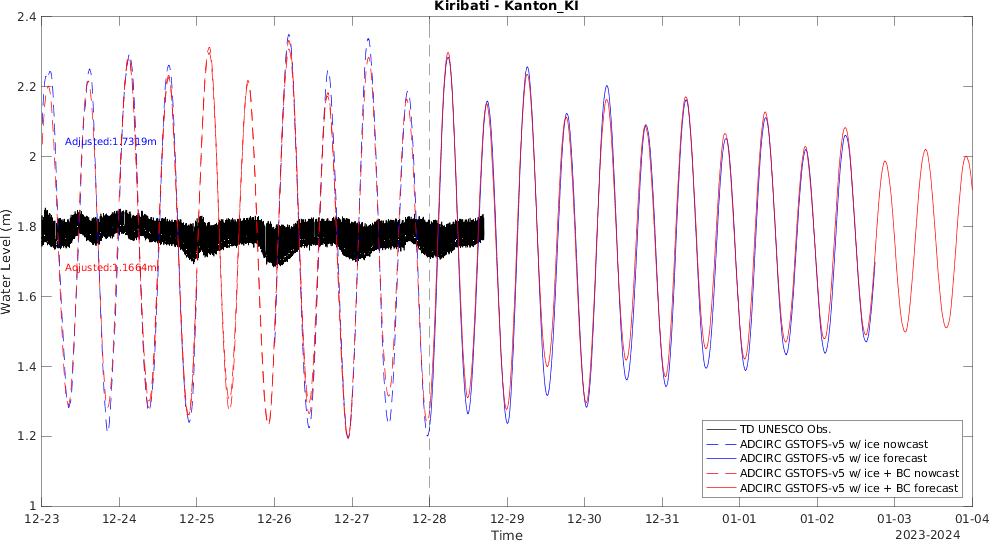 Kiribati - Kanton_KI
Water Level (m)
2.4
2.2
2
1.8
1.6
1.4
1.2
1
Adjusted:1.7319m
Adjusted:1.1664m
TD UNESCO Obs.
ADCIRC GSTOFS-v5 w/ ice nowcast
ADCIRC GSTOFS-v5 w/ ice forecast
ADCIRC GSTOFS-v5 w/ ice + BC nowcast
ADCIRC GSTOFS-v5 w/ ice + BC forecast
12-23 12-24 12-25 12-26 12-27 12-28 12-29 12-30 12-31 01-01 01-02 01-03 01-04
Time
2023-2024